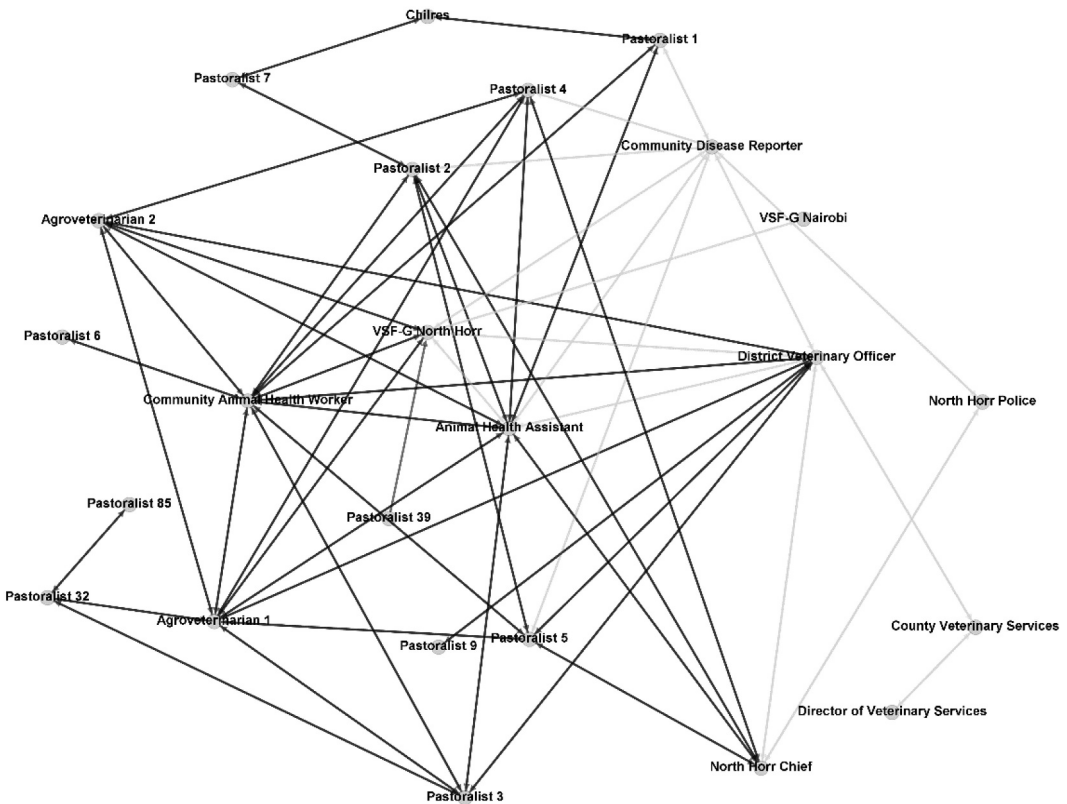 Chilres
Pastoralist 1
Pastoralist 7
Pastoralist 4
Community Disease Reporter
Pastoralist 2
Agroveterinarian 2
VSF-G Nairobi
VSF-G North Horr
Pastoralist 6
District Veterinary Officer
Community Animal Health Worker
North Horr Police
Animal Health Assistant
Pastoralist 85
Pastoralist 39
Pastoralist 32
Agroveterinarian 1
County Veterinary Services
Pastoralist 5
Pastoralist 9
Director of Veterinary Services
North Horr Chief
Pastoralist 3